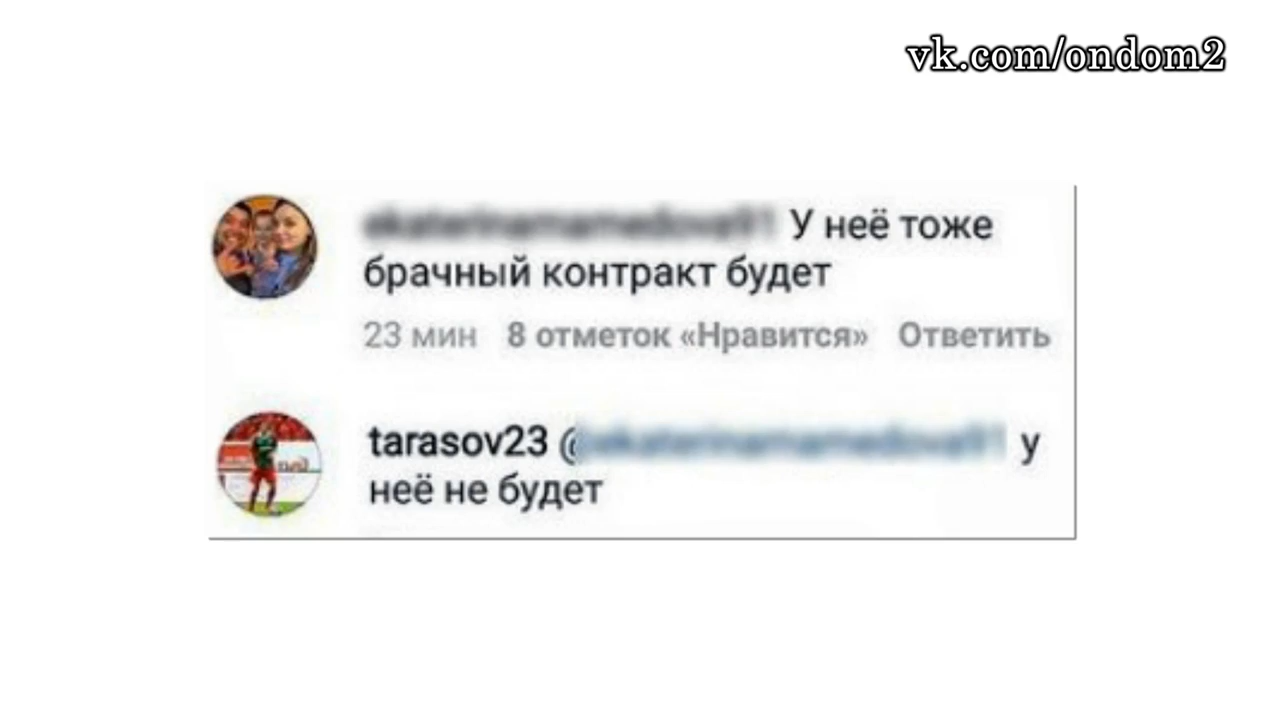 vk.com/ondom2
У неё тоже
брачный контракт будет
23 мин 8 отметок «Нравится» Ответить
tarasov23 @ у
неё не будет